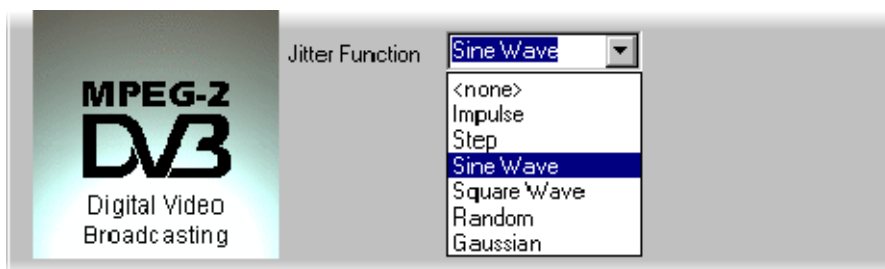 MPEG-2
DVB
Digital Video
Broadcasting
Jitter Function
Sine Wave
<none>
Impulse
Step
Sine Wave
Square Wave
Random
Gaussian